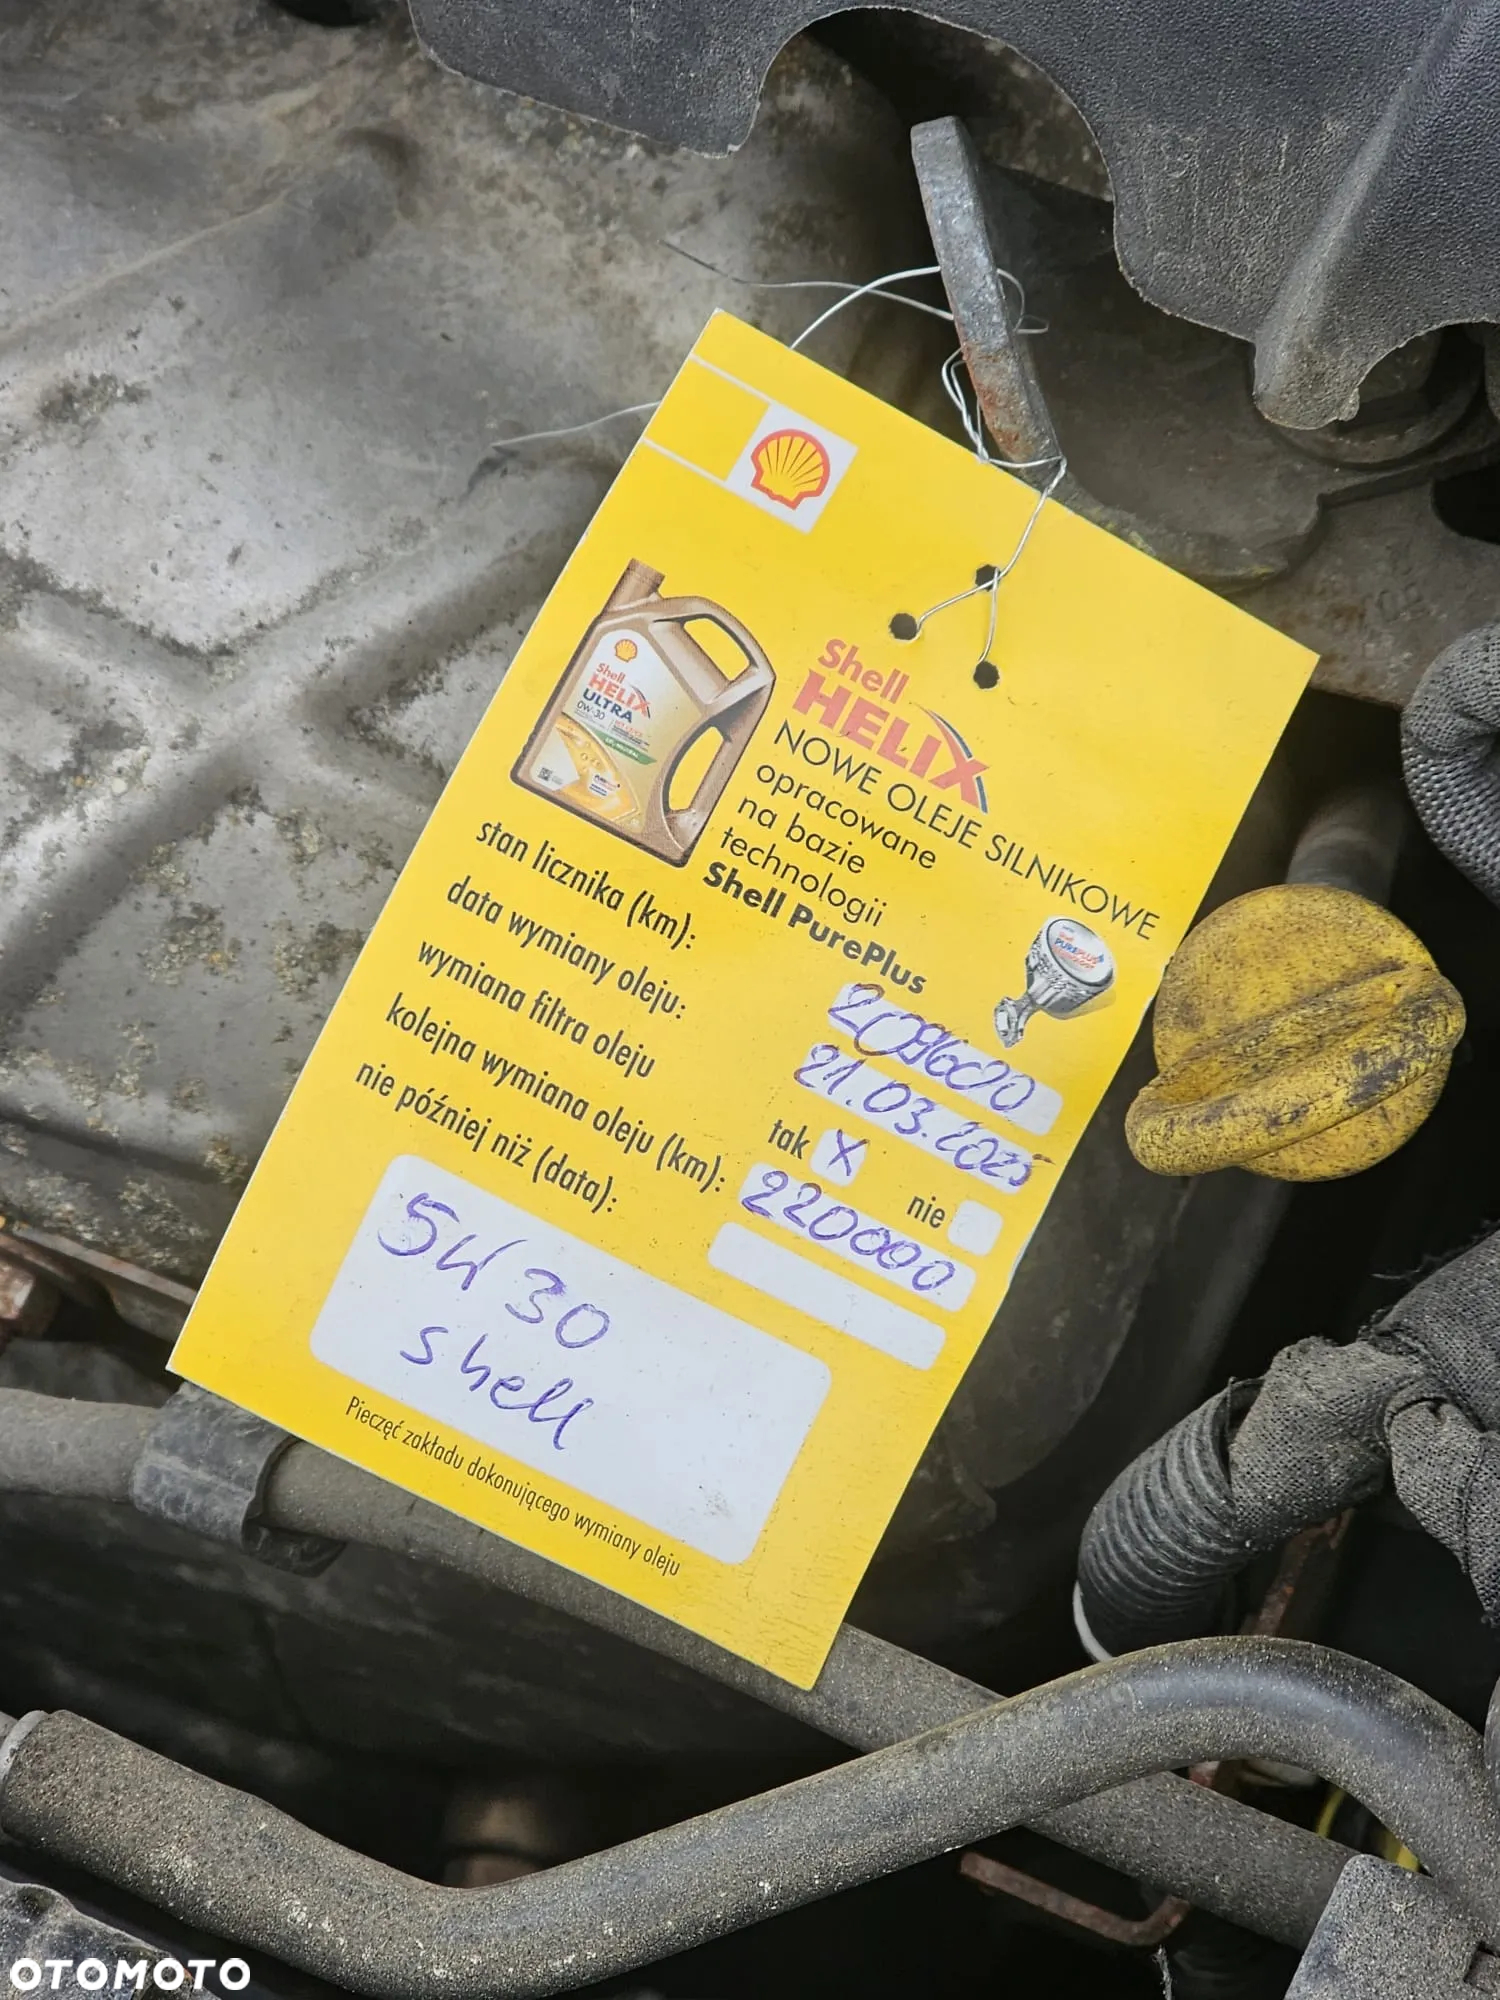 Shell
HELIX
ULTRA
0W-30
Shell
HELIX
NOWE OLEJE SILNIKOWE
opracowane
na bazie
technologii
Shell PurePlus
PUREPLUS
stan licznika (km): 209600
data wymiany oleju: 21.03.2025
wymiana filtra oleju tak X nie
kolejna wymiana oleju (km): 220000
nie później niż (data):
5W30
shell
Pieczęć zakładu dokonującego wymiany oleju
OTOMOTO